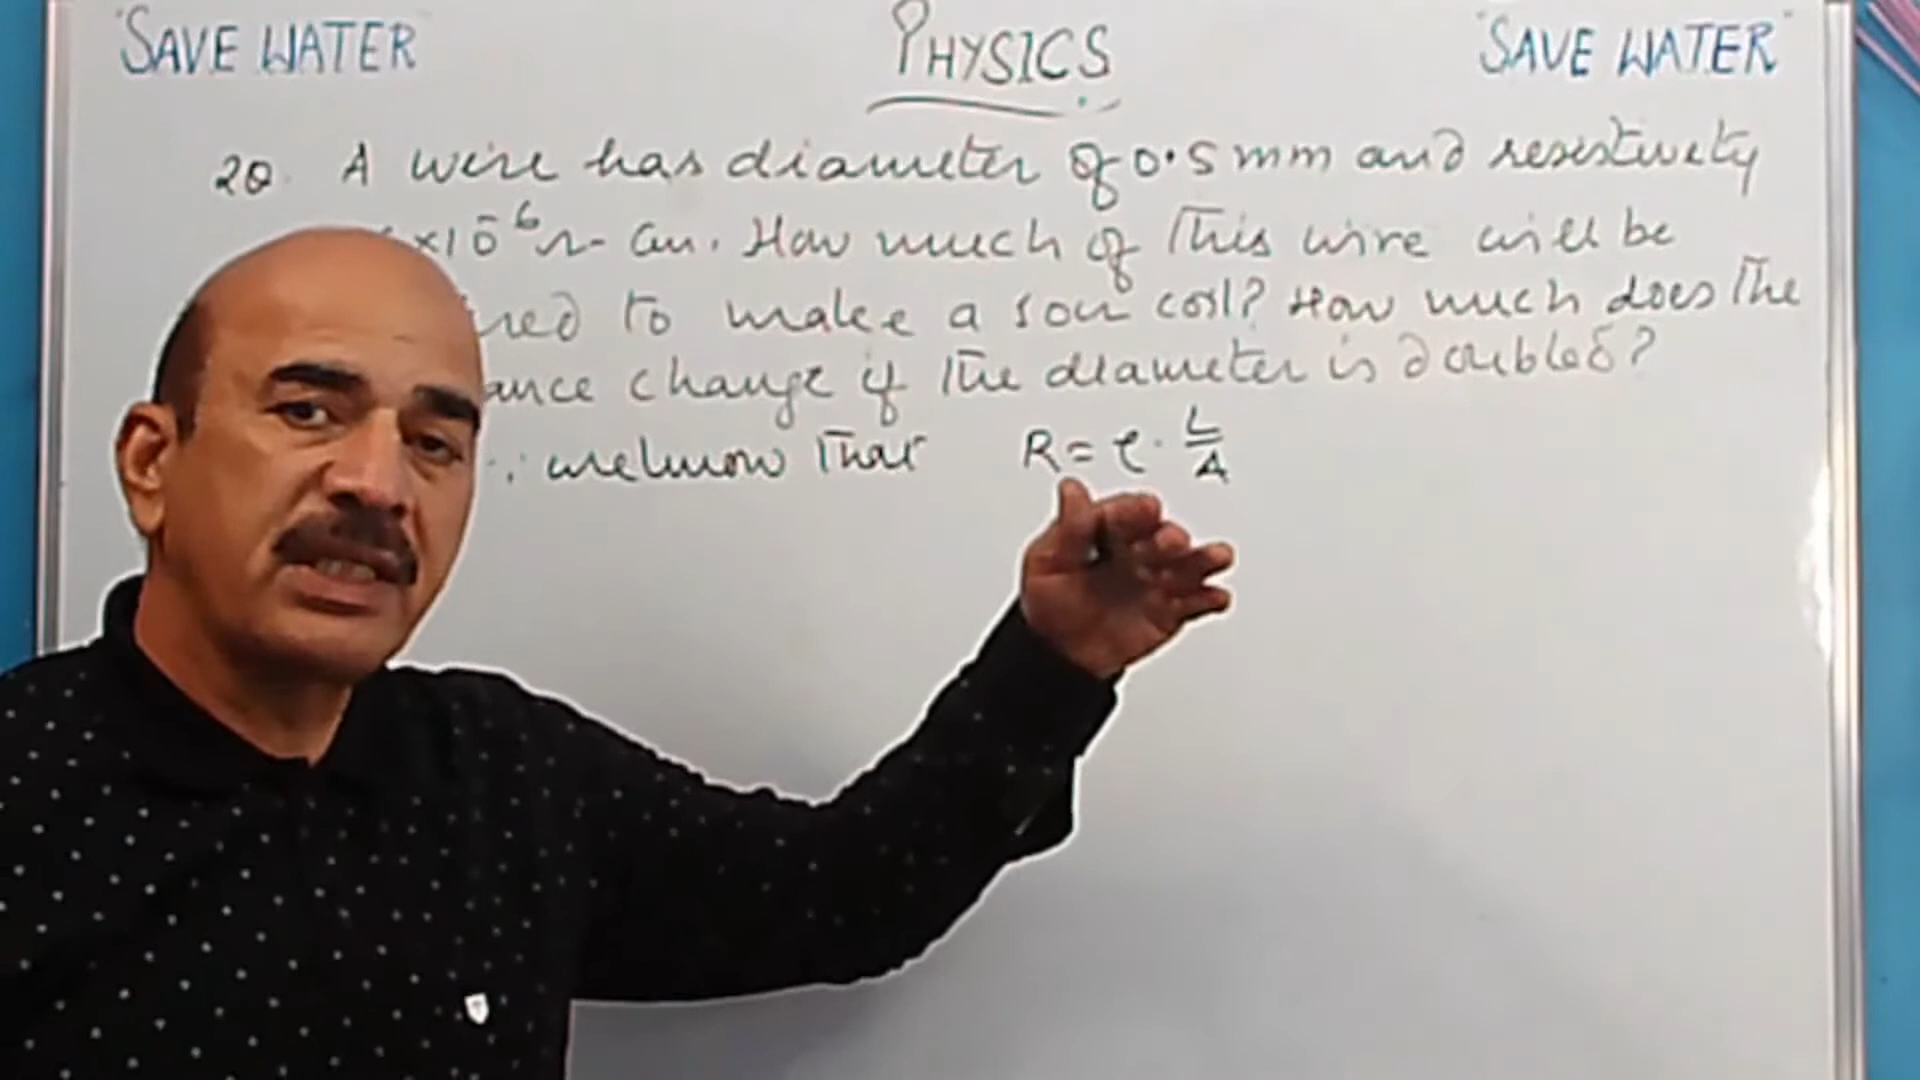 "SAVE WATER
PHYSICS
"SAVE WATER"
20. A wire has diameter of 0.5 mm and resistivity
×10⁻⁶ Ω- cm. How much of This wire will be
to make a 50Ω coil? How much does The
change if The diameter is doubled?
∵ we know That R = ρ · L/A